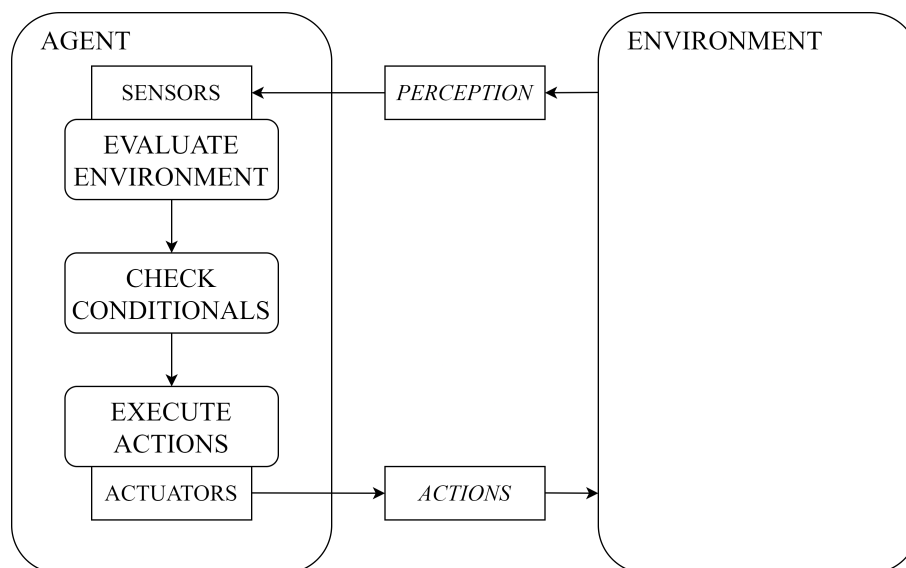 AGENT
ENVIRONMENT
SENSORS
PERCEPTION
EVALUATE
ENVIRONMENT
CHECK
CONDITIONALS
EXECUTE
ACTIONS
ACTUATORS
ACTIONS